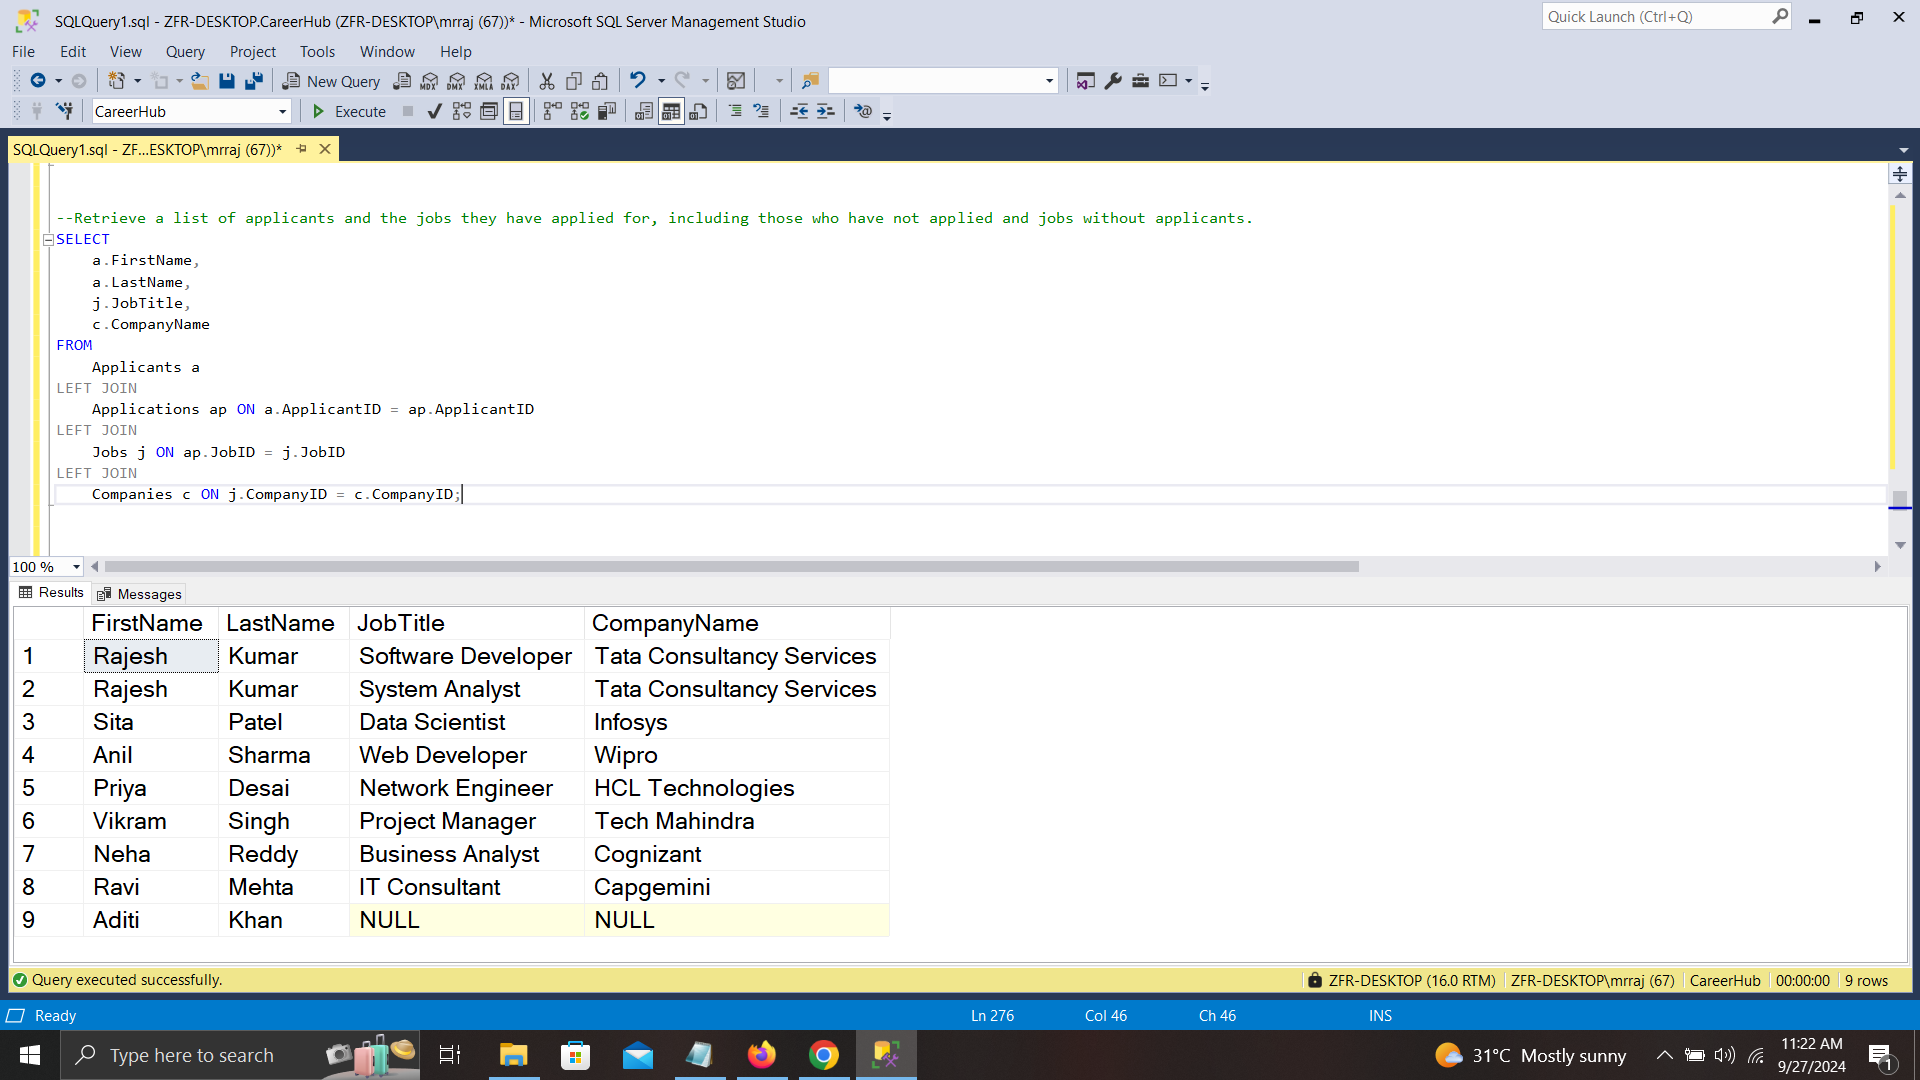 SQLQuery1.sql - ZFR-DESKTOP.CareerHub (ZFR-DESKTOP\mrraj (67))* - Microsoft SQL Server Management Studio
Quick Launch (Ctrl+Q)
File Edit View Query Project Tools Window Help
New Query MDX DMX XMLA DAX
CareerHub Execute
SQLQuery1.sql - ZF...ESKTOP\mrraj (67))*
--Retrieve a list of applicants and the jobs they have applied for, including those who have not applied and jobs without applicants.
SELECT
a.FirstName,
a.LastName,
j.JobTitle,
c.CompanyName
FROM
Applicants a
LEFT JOIN
Applications ap ON a.ApplicantID = ap.ApplicantID
LEFT JOIN
Jobs j ON ap.JobID = j.JobID
LEFT JOIN
Companies c ON j.CompanyID = c.CompanyID;
100 %
Results Messages
FirstName LastName JobTitle CompanyName
1 Rajesh Kumar Software Developer Tata Consultancy Services
2 Rajesh Kumar System Analyst Tata Consultancy Services
3 Sita Patel Data Scientist Infosys
4 Anil Sharma Web Developer Wipro
5 Priya Desai Network Engineer HCL Technologies
6 Vikram Singh Project Manager Tech Mahindra
7 Neha Reddy Business Analyst Cognizant
8 Ravi Mehta IT Consultant Capgemini
9 Aditi Khan NULL NULL
Query executed successfully. ZFR-DESKTOP (16.0 RTM) ZFR-DESKTOP\mrraj (67) CareerHub 00:00:00 9 rows
Ready Ln 276 Col 46 Ch 46 INS
Type here to search 31°C Mostly sunny 11:22 AM
9/27/2024 1